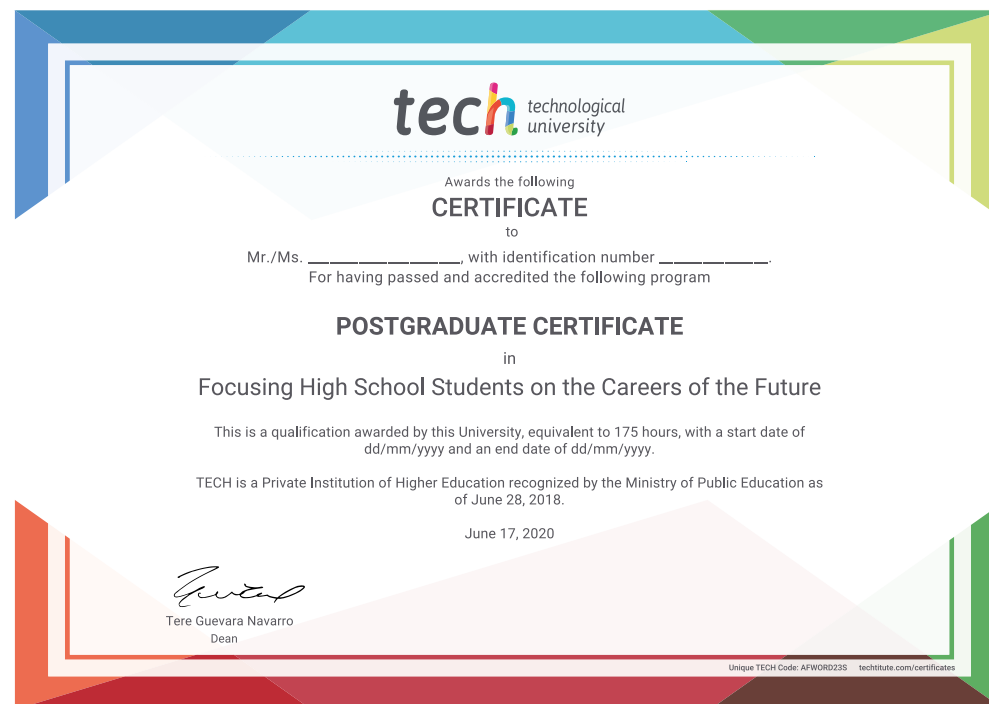 tech technological
university
Awards the following
CERTIFICATE
to
Mr./Ms. ____________________, with identification number ______________.
For having passed and accredited the following program
POSTGRADUATE CERTIFICATE
in
Focusing High School Students on the Careers of the Future
This is a qualification awarded by this University, equivalent to 175 hours, with a start date of
dd/mm/yyyy and an end date of dd/mm/yyyy.
TECH is a Private Institution of Higher Education recognized by the Ministry of Public Education as
of June 28, 2018.
June 17, 2020
Tere Guevara Navarro
Dean
Unique TECH Code: AFWORD23S techtitute.com/certificates